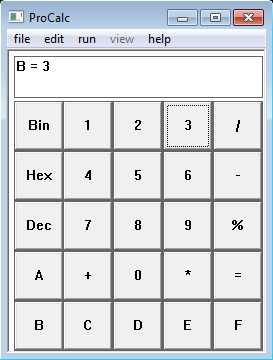 ProCalc
file edit run view help
B = 3
Bin 1 2 3 /
Hex 4 5 6 -
Dec 7 8 9 %
A + 0 * =
B C D E F